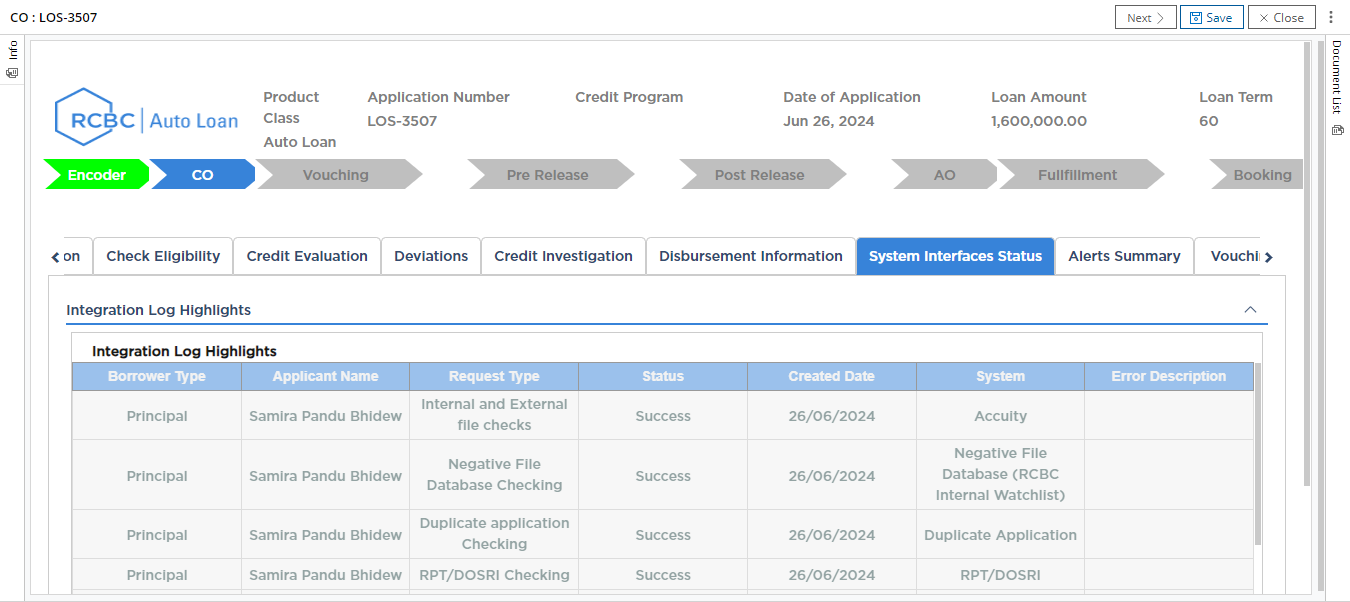 CO : LOS-3507
Next
Save
Close
Info
Document List
RCBC Auto Loan
Product Class
Auto Loan
Application Number
LOS-3507
Credit Program
Date of Application
Jun 26, 2024
Loan Amount
1,600,000.00
Loan Term
60
Encoder
CO
Vouching
Pre Release
Post Release
AO
Fullfillment
Booking
on
Check Eligibility
Credit Evaluation
Deviations
Credit Investigation
Disbursement Information
System Interfaces Status
Alerts Summary
Vouchi
Integration Log Highlights
Integration Log Highlights
Borrower Type Applicant Name Request Type Status Created Date System Error Description
Principal Samira Pandu Bhidew Internal and External file checks Success 26/06/2024 Accuity
Principal Samira Pandu Bhidew Negative File Database Checking Success 26/06/2024 Negative File Database (RCBC Internal Watchlist)
Principal Samira Pandu Bhidew Duplicate application Checking Success 26/06/2024 Duplicate Application
Principal Samira Pandu Bhidew RPT/DOSRI Checking Success 26/06/2024 RPT/DOSRI